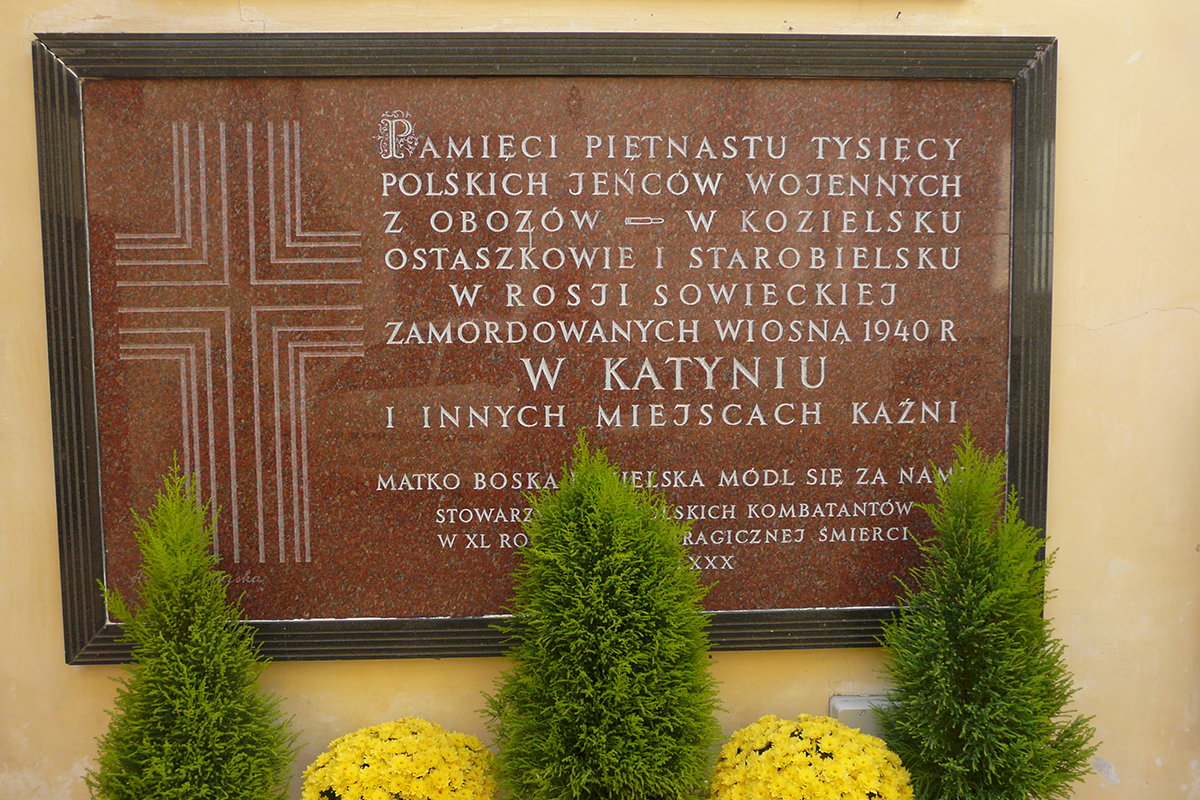 PAMIĘCI PIĘTNASTU TYSIĘCY
POLSKICH JEŃCÓW WOJENNYCH
Z OBOZÓW W KOZIELSKU
OSTASZKOWIE I STAROBIELSKU
W ROSJI SOWIECKIEJ
ZAMORDOWANYCH WIOSNĄ 1940 R
W KATYNIU
I INNYCH MIEJSCACH KAŹNI
MATKO BOSKA MÓDL SIĘ ZA NAMI
KOMBATANTÓW
W XL ŚMIERCI